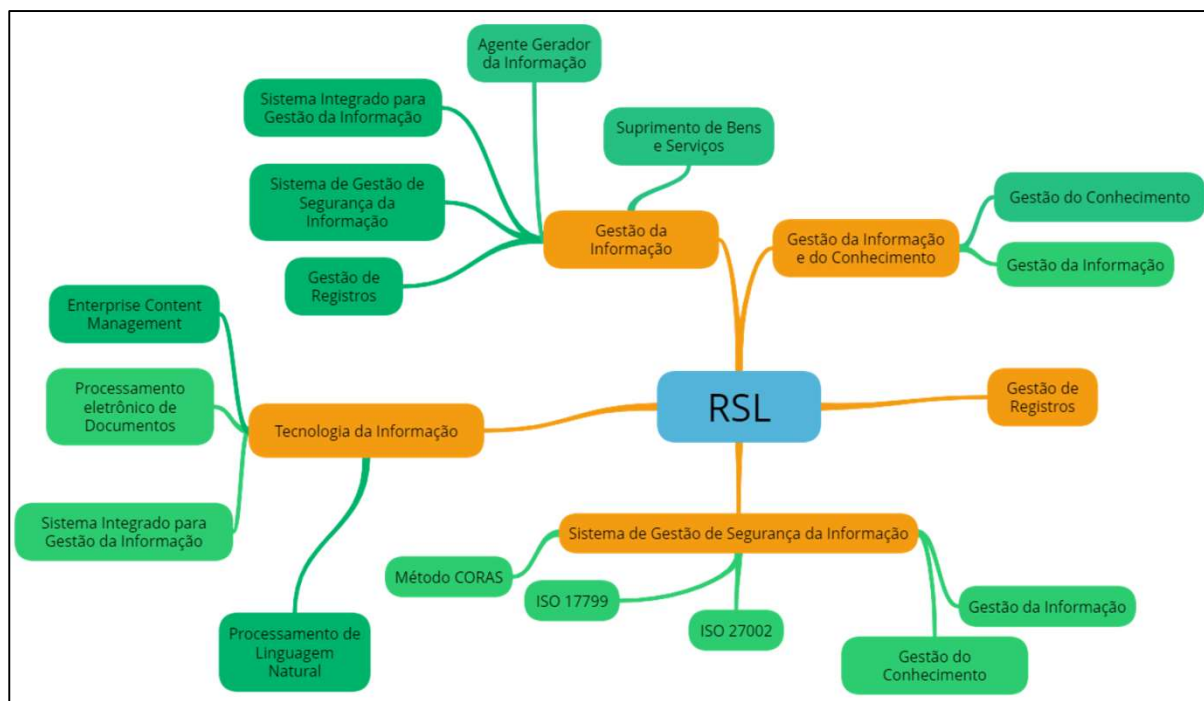 Agente Gerador
da Informação
Sistema Integrado para
Gestão da Informação
Suprimento de Bens
e Serviços
Sistema de Gestão de
Segurança da
Informação
Gestão do Conhecimento
Gestão da
Informação
Gestão da Informação
e do Conhecimento
Gestão da Informação
Gestão de
Registros
Enterprise Content
Management
Processamento
eletrônico de
Documentos
RSL
Gestão de
Registros
Tecnologia da Informação
Sistema Integrado para
Gestão da Informação
Sistema de Gestão de Segurança da Informação
Método CORAS
ISO 17799
ISO 27002
Gestão da Informação
Gestão do
Conhecimento
Processamento de
Linguagem
Natural